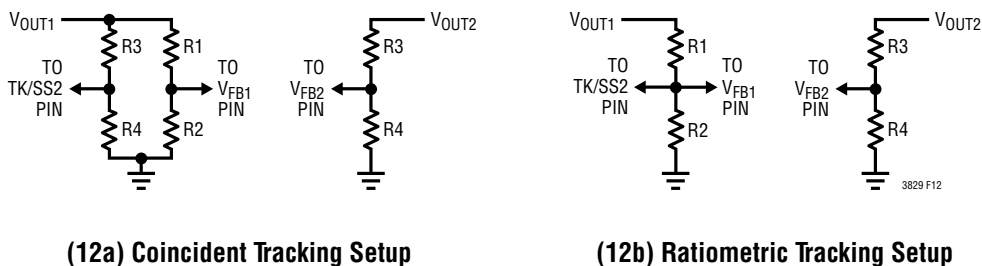 VOUT1
R3
R1
TO
TK/SS2
PIN
TO
VFB1
PIN
R4
R2
VOUT2
R3
TO
VFB2
PIN
R4
VOUT1
R1
TO
TK/SS2
PIN
TO
VFB1
PIN
R2
VOUT2
R3
TO
VFB2
PIN
R4
3829 F12
(12a) Coincident Tracking Setup
(12b) Ratiometric Tracking Setup